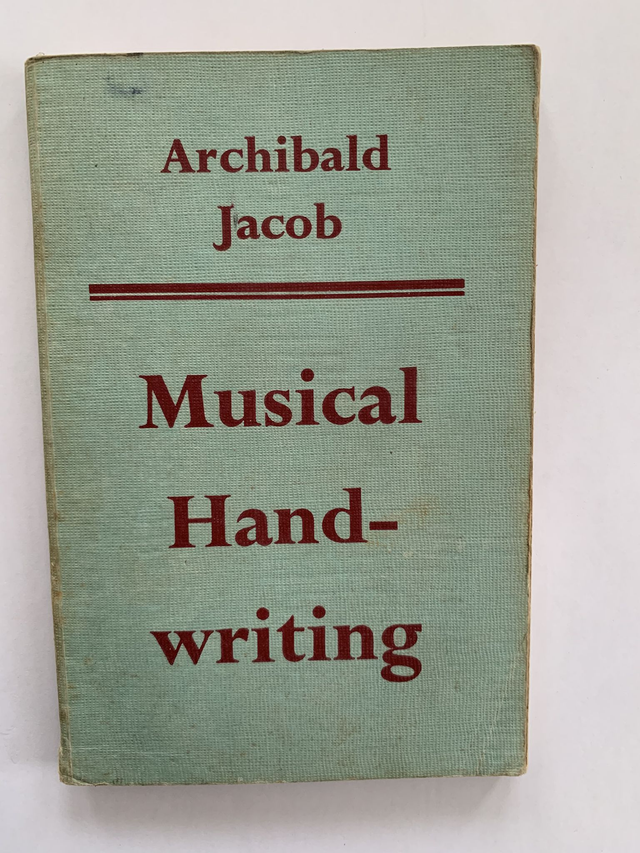 Archibald
Jacob
Musical
Hand-
writing